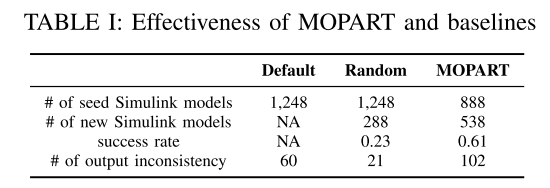 TABLE I: Effectiveness of MOPART and baselines
Default Random MOPART
# of seed Simulink models 1,248 1,248 888
# of new Simulink models NA 288 538
success rate NA 0.23 0.61
# of output inconsistency 60 21 102